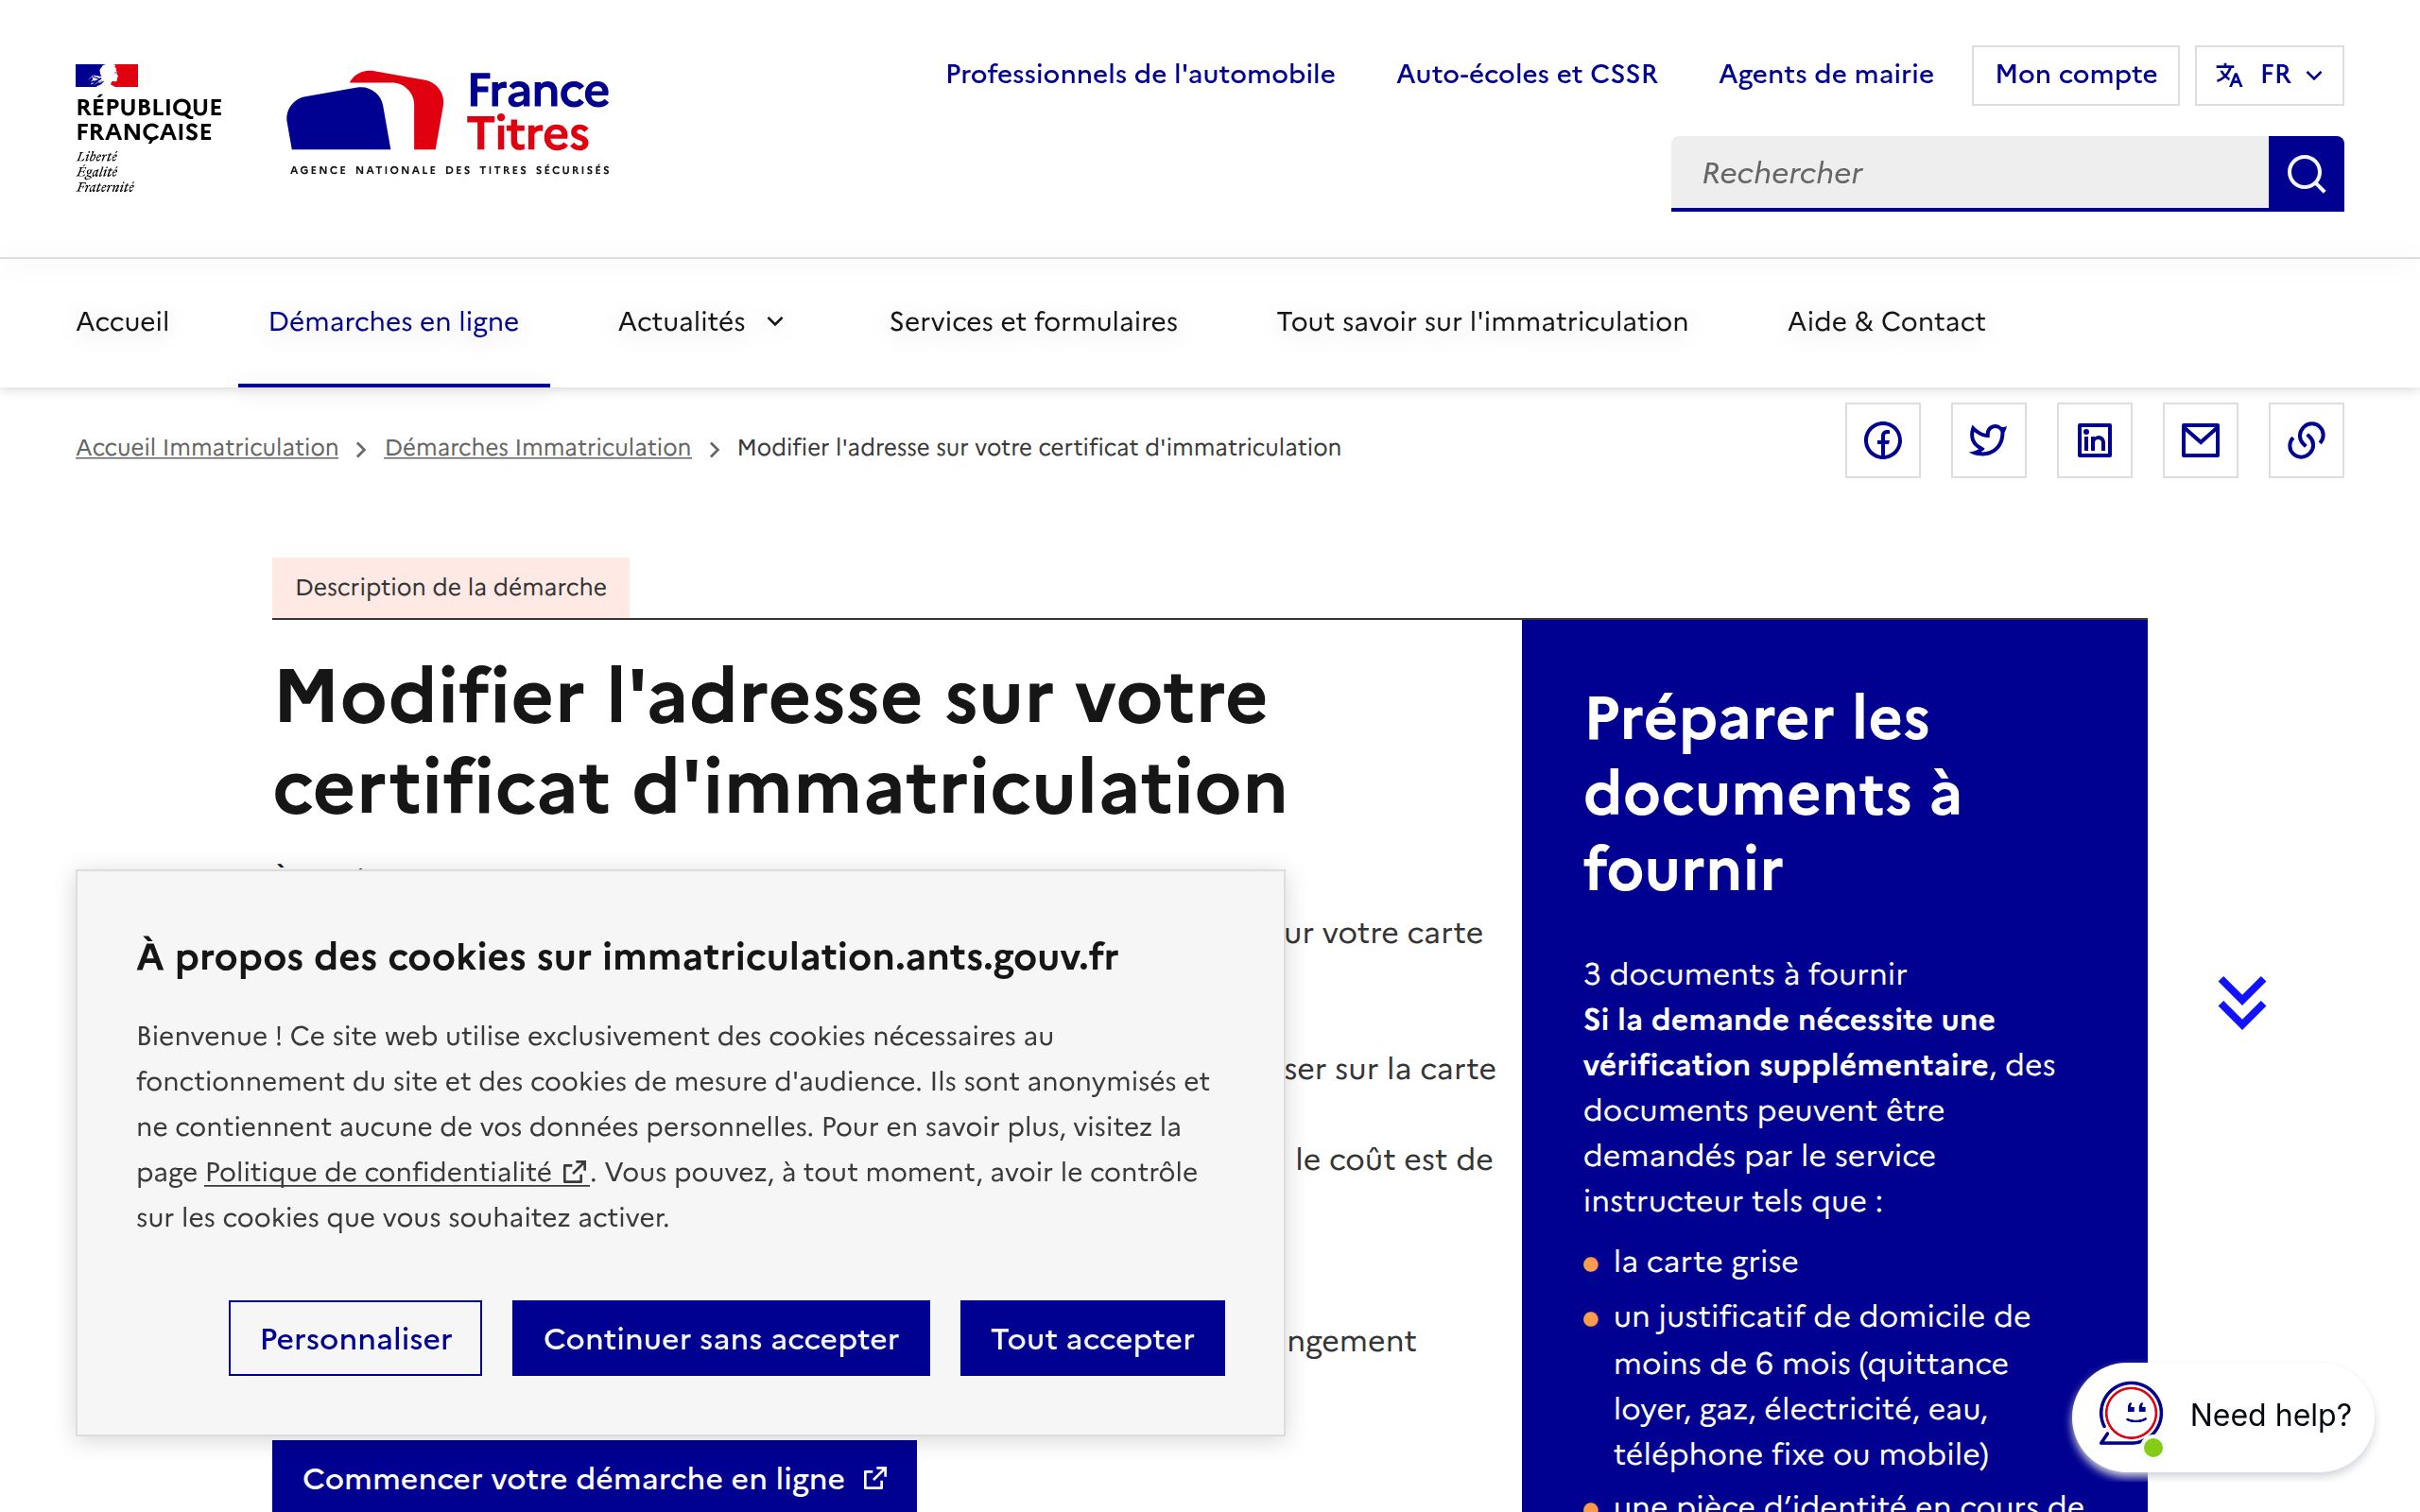 RÉPUBLIQUE
FRANÇAISE
Liberté
Égalité
Fraternité
France
Titres
AGENCE NATIONALE DES TITRES SÉCURISÉS
Professionnels de l'automobile
Auto-écoles et CSSR
Agents de mairie
Mon compte
FR
Rechercher
Accueil
Démarches en ligne
Actualités
Services et formulaires
Tout savoir sur l'immatriculation
Aide & Contact
Accueil Immatriculation
Démarches Immatriculation
Modifier l'adresse sur votre certificat d'immatriculation
Description de la démarche
Modifier l'adresse sur votre
certificat d'immatriculation
ur votre carte
ser sur la carte
le coût est de
ngement
À propos des cookies sur immatriculation.ants.gouv.fr
Bienvenue ! Ce site web utilise exclusivement des cookies nécessaires au
fonctionnement du site et des cookies de mesure d'audience. Ils sont anonymisés et
ne contiennent aucune de vos données personnelles. Pour en savoir plus, visitez la
page Politique de confidentialité . Vous pouvez, à tout moment, avoir le contrôle
sur les cookies que vous souhaitez activer.
Personnaliser
Continuer sans accepter
Tout accepter
Commencer votre démarche en ligne
Préparer les
documents à
fournir
3 documents à fournir
Si la demande nécessite une
vérification supplémentaire, des
documents peuvent être
demandés par le service
instructeur tels que :
la carte grise
un justificatif de domicile de
moins de 6 mois (quittance
loyer, gaz, électricité, eau,
téléphone fixe ou mobile)
une pièce d'identité en cours de
Need help?